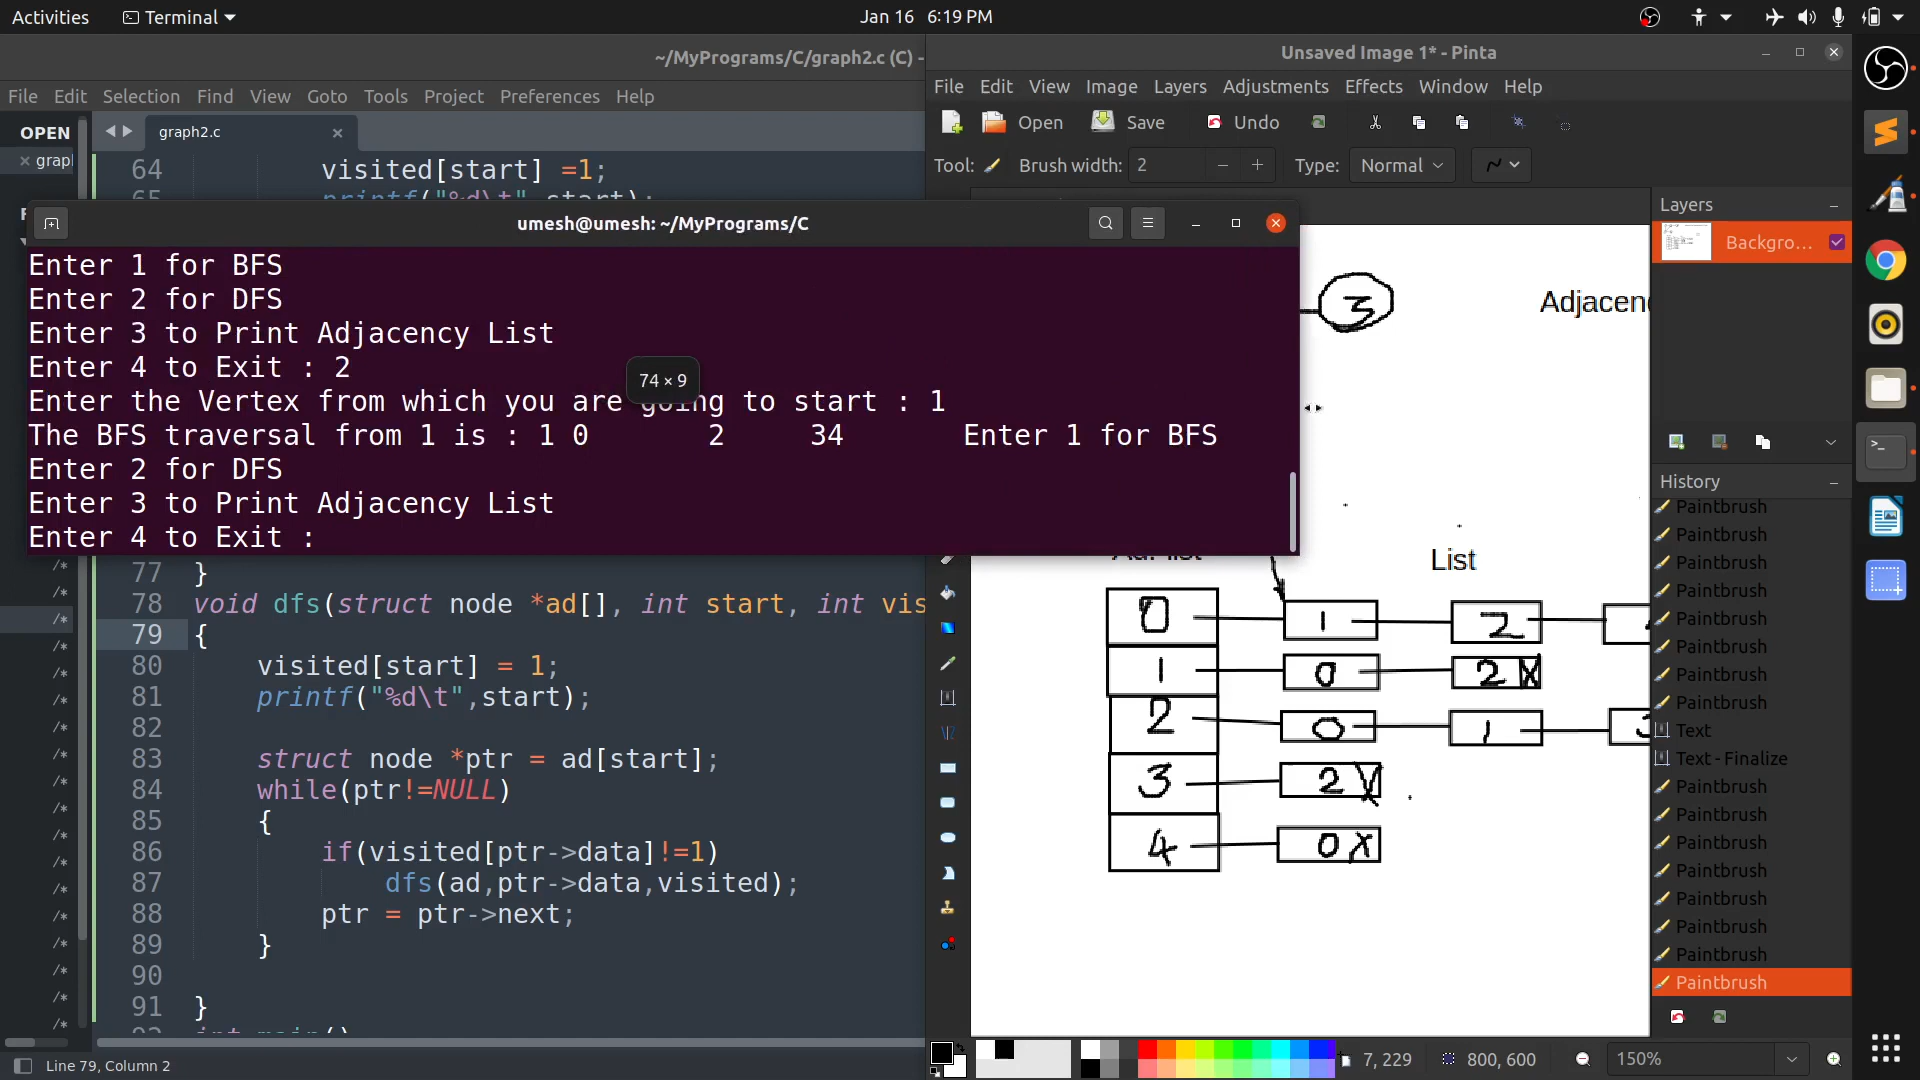 Activities Terminal Jan 16 6:19 PM
~/MyPrograms/C/graph2.c (C) -
File Edit Selection Find View Goto Tools Project Preferences Help
OPEN
graph2.c
64 visited[start] =1;
65 printf("%d\t",start);
umesh@umesh: ~/MyPrograms/C
Enter 1 for BFS
Enter 2 for DFS
Enter 3 to Print Adjacency List
Enter 4 to Exit : 2
74 × 9
Enter the Vertex from which you are going to start : 1
The BFS traversal from 1 is : 1 0 2 34 Enter 1 for BFS
Enter 2 for DFS
Enter 3 to Print Adjacency List
Enter 4 to Exit :
77 }
78 void dfs(struct node *ad[], int start, int vis
79 {
80 visited[start] = 1;
81 printf("%d\t",start);
82
83 struct node *ptr = ad[start];
84 while(ptr!=NULL)
85 {
86 if(visited[ptr->data]!=1)
87 dfs(ad,ptr->data,visited);
88 ptr = ptr->next;
89 }
90
91 }
92 int main()
Line 79, Column 2
Unsaved Image 1* - Pinta
File Edit View Image Layers Adjustments Effects Window Help
Open Save Undo
Tool: Brush width: 2 Type: Normal
3
Adjacen
List
0 1 2
1 0 2 X
2 0 1 3
3 2 X
4 0 X
Layers
Backgro...
History
Paintbrush
Paintbrush
Paintbrush
Paintbrush
Paintbrush
Paintbrush
Paintbrush
Paintbrush
Text
Text - Finalize
Paintbrush
Paintbrush
Paintbrush
Paintbrush
Paintbrush
Paintbrush
Paintbrush
Paintbrush
7, 229 800, 600 150%